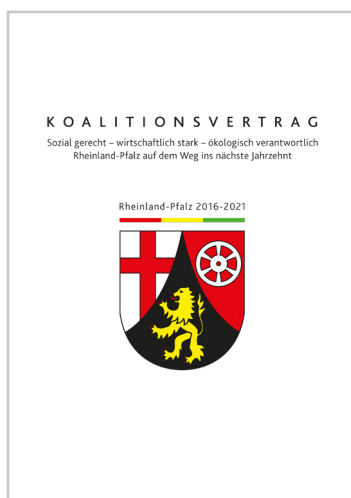 KOALITIONSVERTRAG
Sozial gerecht – wirtschaftlich stark – ökologisch verantwortlich
Rheinland-Pfalz auf dem Weg ins nächste Jahrzehnt
Rheinland-Pfalz 2016-2021